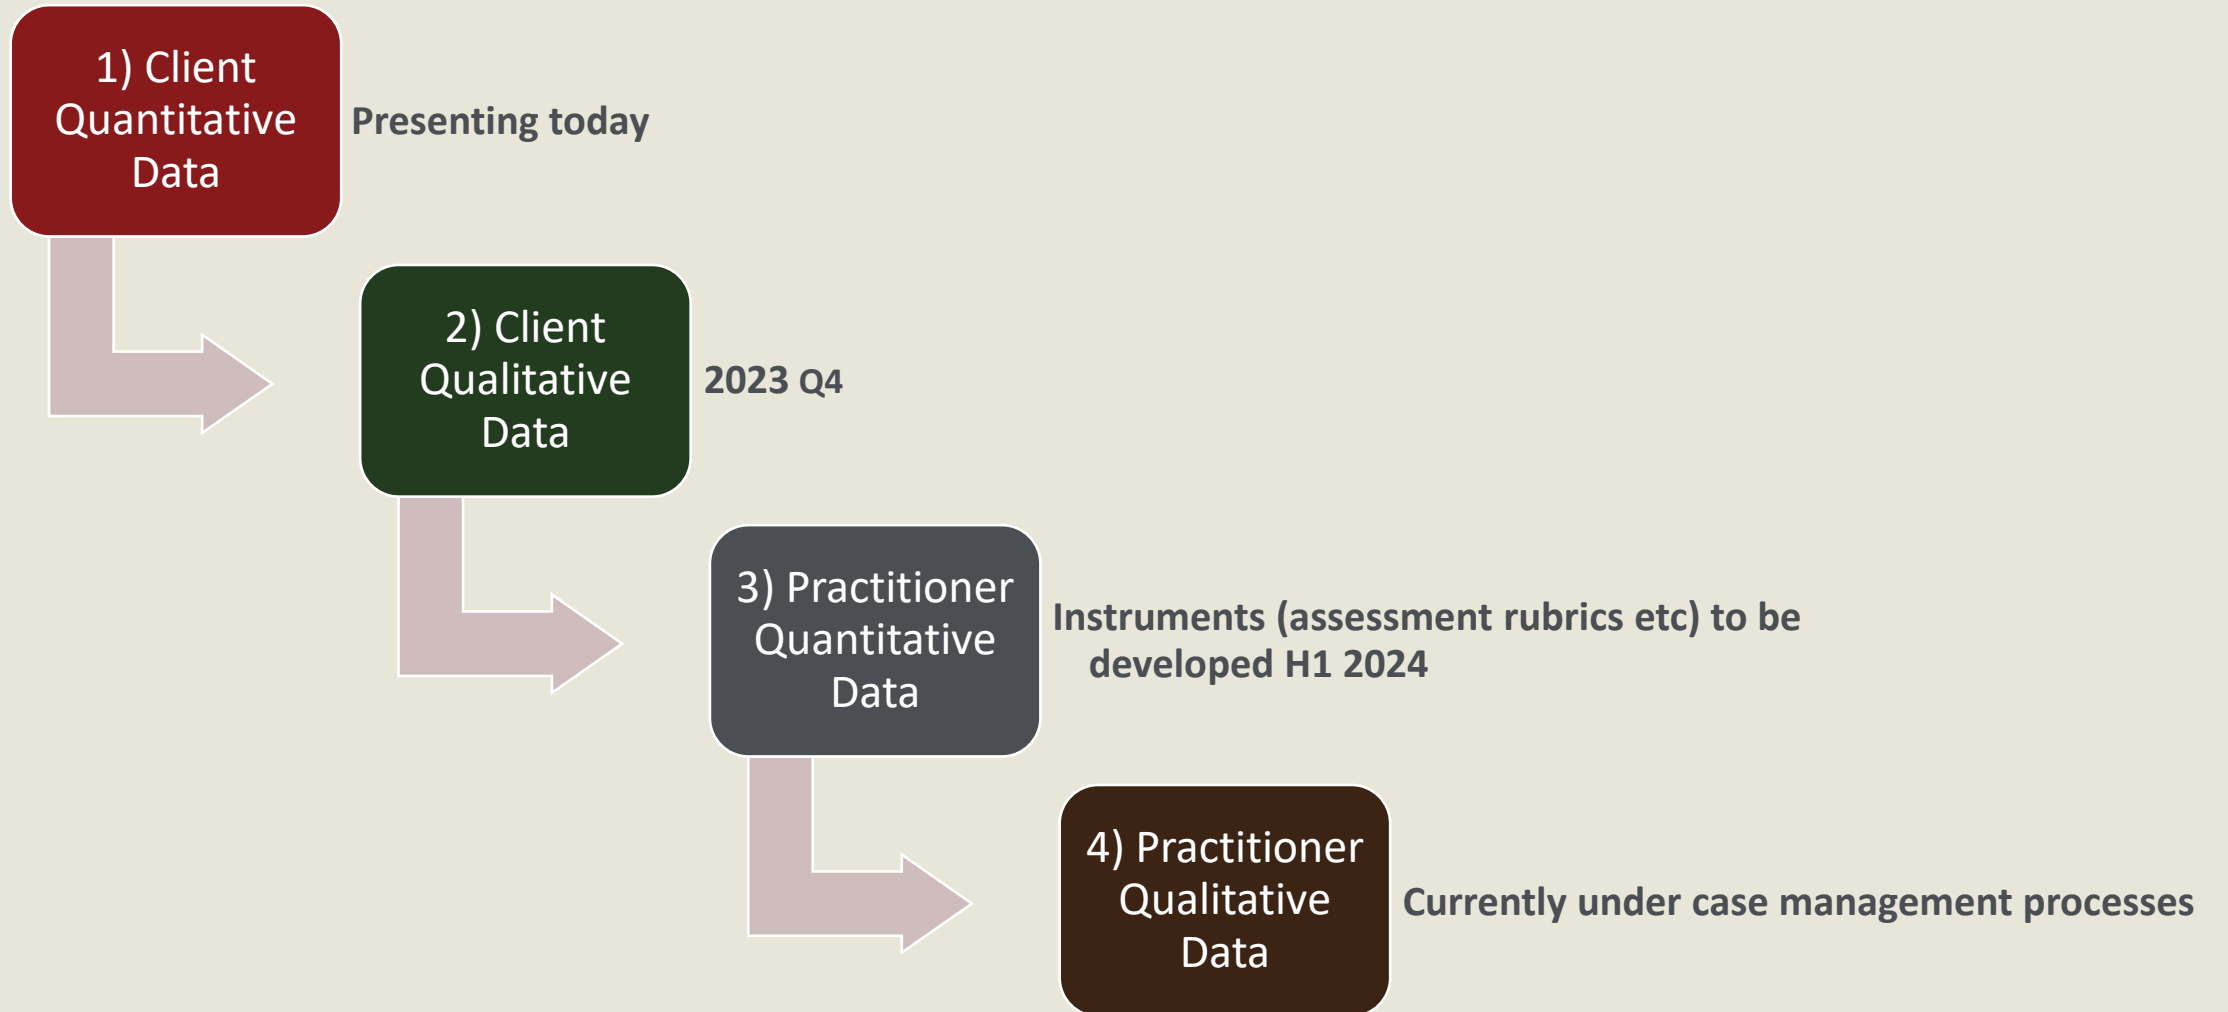 1) Client
Quantitative
Data
Presenting today
2) Client
Qualitative
Data
2023 Q4
3) Practitioner
Quantitative
Data
Instruments (assessment rubrics etc) to be
developed H1 2024
4) Practitioner
Qualitative
Data
Currently under case management processes